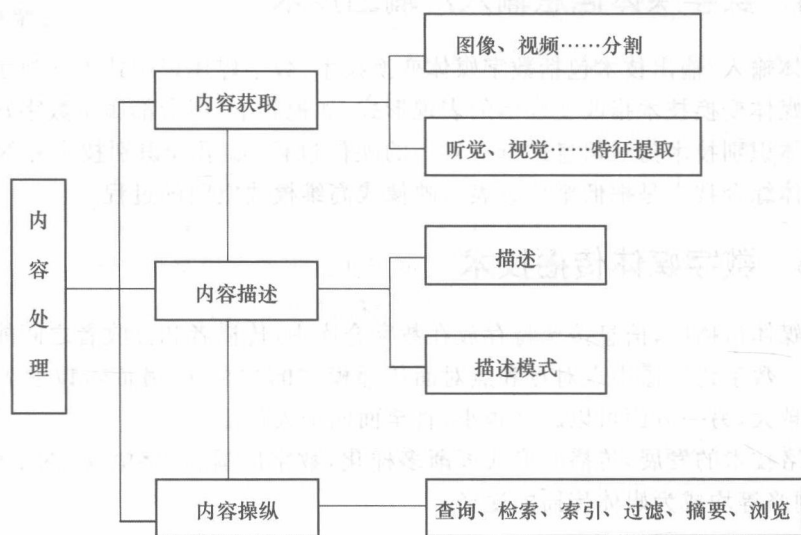 内容处理
内容获取
图像、视频……分割
听觉、视觉……特征提取
内容描述
描述
描述模式
内容操纵
查询、检索、索引、过滤、摘要、浏览